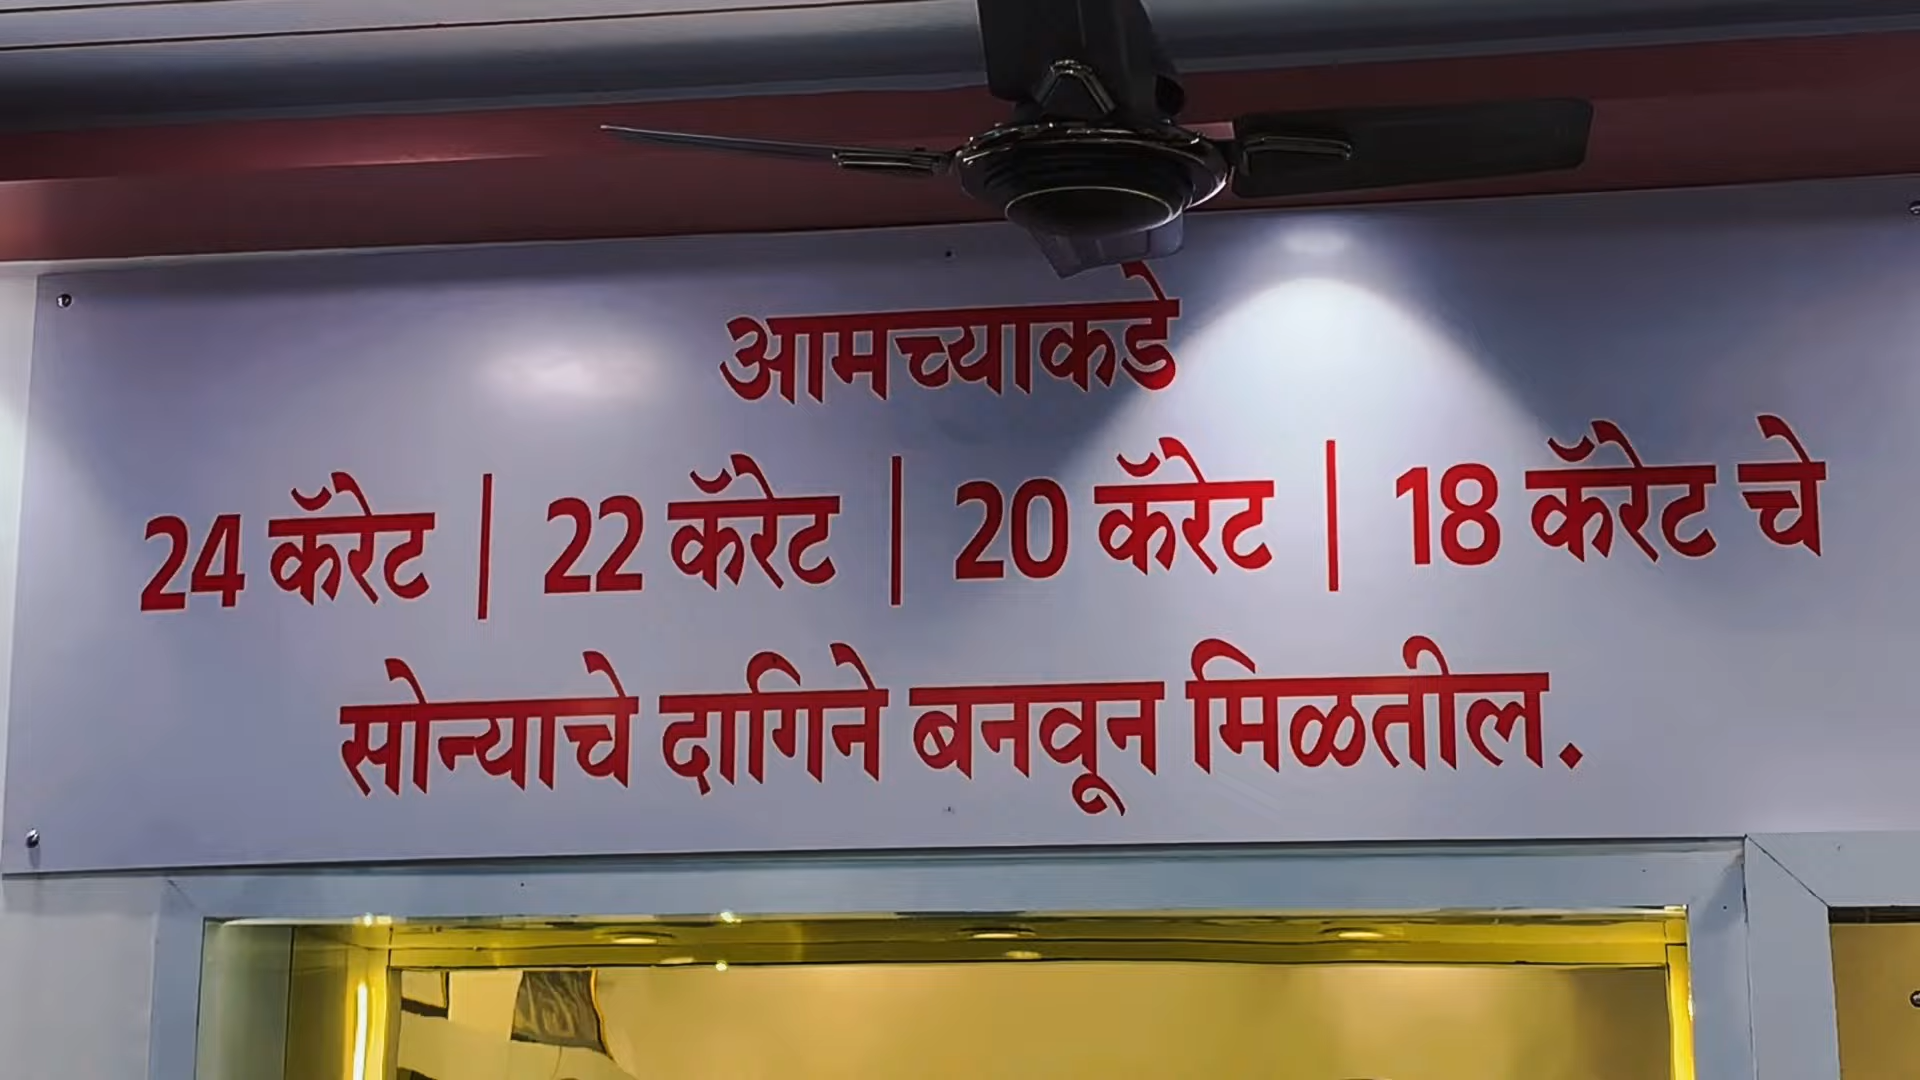 आमच्याकडे
24 कॅरेट | 22 कॅरेट | 20 कॅरेट | 18 कॅरेट चे
सोन्याचे दागिने बनवून मिळतील.